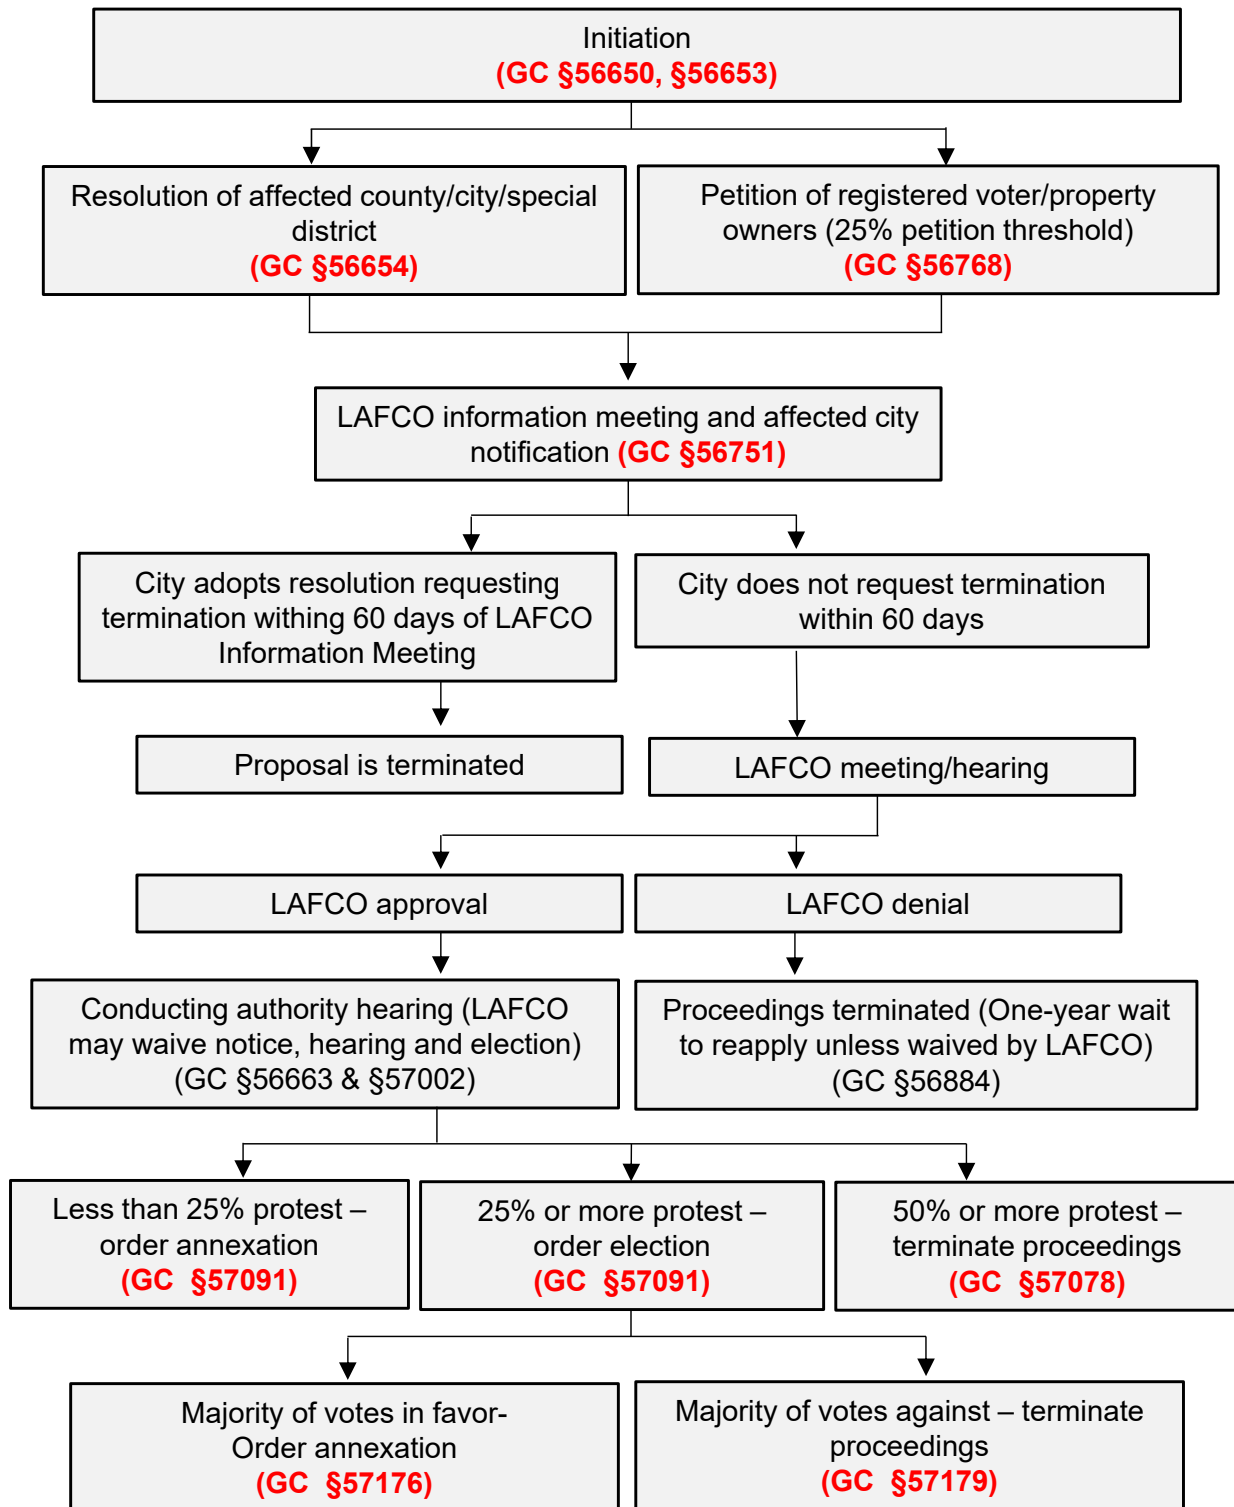 Initiation
(GC §56650, §56653)
Resolution of affected county/city/special
district
(GC §56654)
Petition of registered voter/property
owners (25% petition threshold)
(GC §56768)
LAFCO information meeting and affected city
notification (GC §56751)
City adopts resolution requesting
termination withing 60 days of LAFCO
Information Meeting
City does not request termination
within 60 days
Proposal is terminated
LAFCO meeting/hearing
LAFCO approval
LAFCO denial
Conducting authority hearing (LAFCO
may waive notice, hearing and election)
(GC §56663 & §57002)
Proceedings terminated (One-year wait
to reapply unless waived by LAFCO)
(GC §56884)
Less than 25% protest –
order annexation
(GC  §57091)
25% or more protest –
order election
(GC  §57091)
50% or more protest –
terminate proceedings
(GC  §57078)
Majority of votes in favor-
Order annexation
(GC  §57176)
Majority of votes against – terminate
proceedings
(GC  §57179)